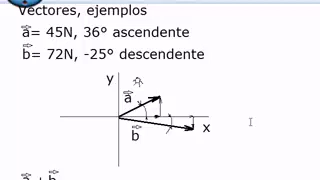 Vectores, ejemplos
a= 45N, 36° ascendente
b= 72N, -25° descendente
y
a
b
x
a + b